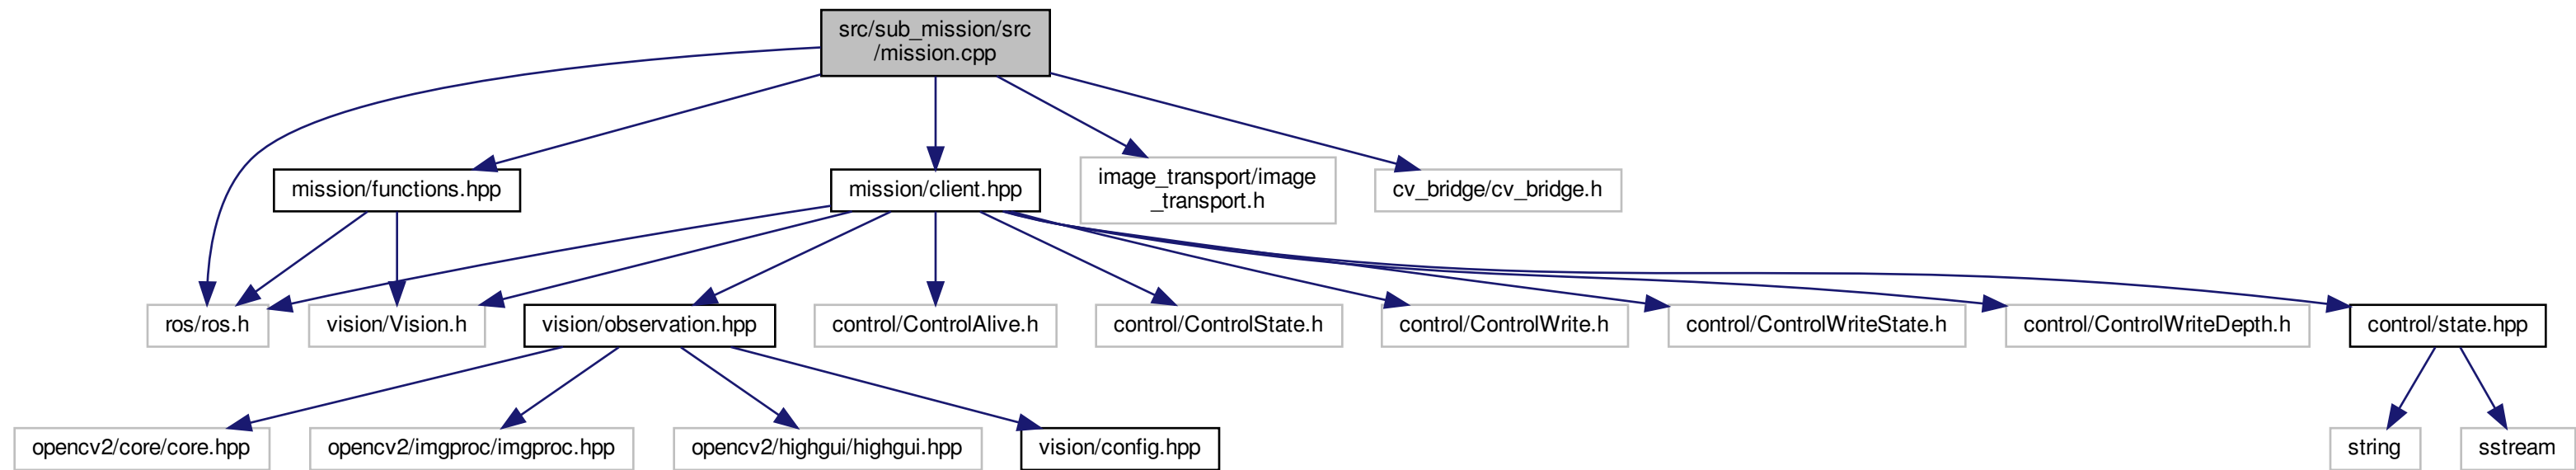 src/sub_mission/src
/mission.cpp
mission/functions.hpp
mission/client.hpp
image_transport/image
_transport.h
cv_bridge/cv_bridge.h
ros/ros.h
vision/Vision.h
vision/observation.hpp
control/ControlAlive.h
control/ControlState.h
control/ControlWrite.h
control/ControlWriteState.h
control/ControlWriteDepth.h
control/state.hpp
opencv2/core/core.hpp
opencv2/imgproc/imgproc.hpp
opencv2/highgui/highgui.hpp
vision/config.hpp
string
sstream